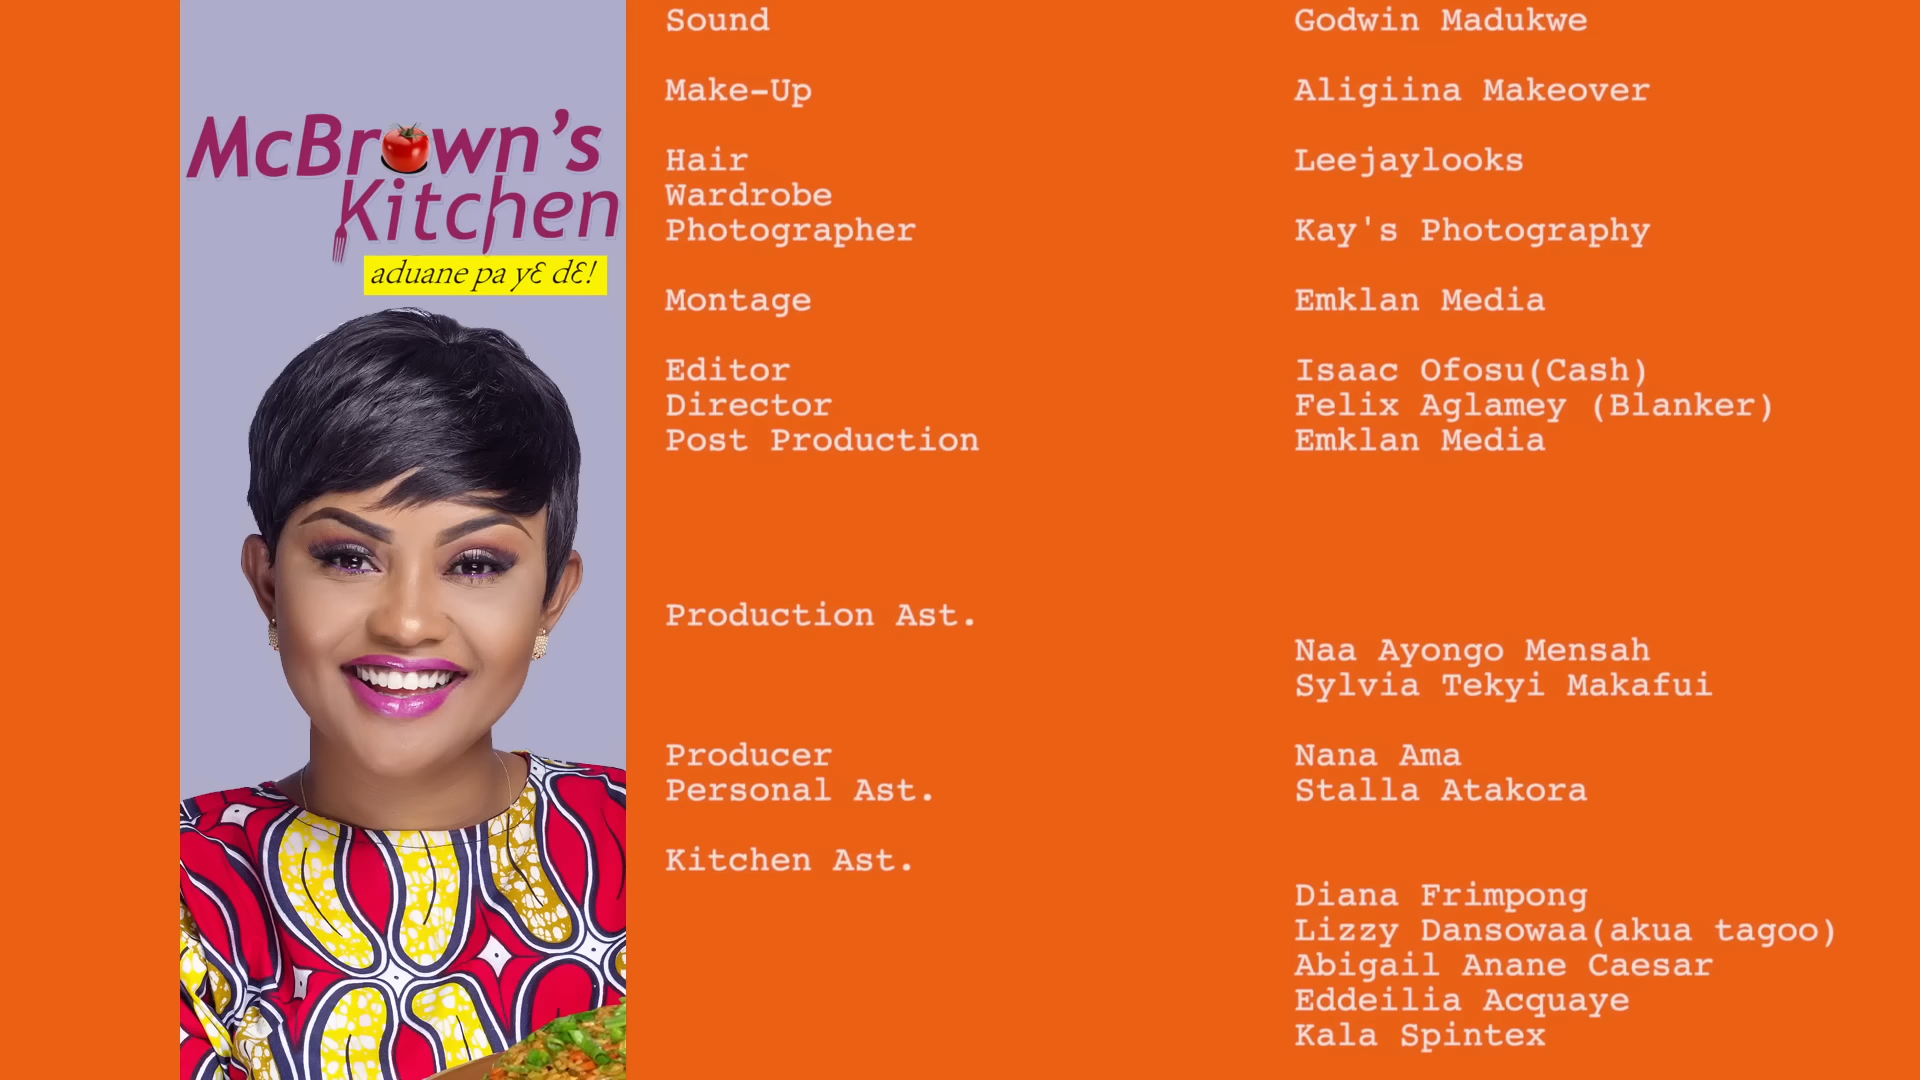 McBrown's
Kitchen
aduane pa yɛ dɛ!
Sound Godwin Madukwe
Make-Up Aligiina Makeover
Hair Leejaylooks
Wardrobe
Photographer Kay's Photography
Montage Emklan Media
Editor Isaac Ofosu(Cash)
Director Felix Aglamey (Blanker)
Post Production Emklan Media
Production Ast.
Naa Ayongo Mensah
Sylvia Tekyi Makafui
Producer Nana Ama
Personal Ast. Stalla Atakora
Kitchen Ast.
Diana Frimpong
Lizzy Dansowaa(akua tagoo)
Abigail Anane Caesar
Eddeilia Acquaye
Kala Spintex